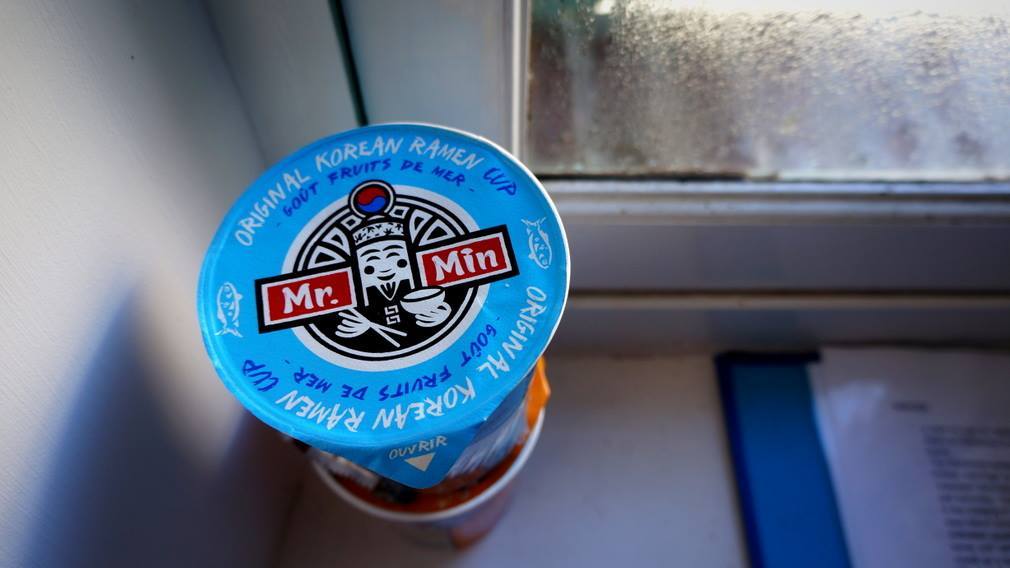 ORIGINAL KOREAN RAMEN CUP
· GOÛT FRUITS DE MER ·
Mr. Min
ORIGINAL KOREAN RAMEN CUP
· GOÛT FRUITS DE MER ·
OUVRIR